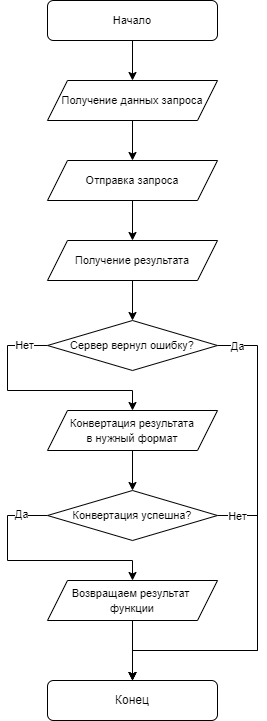 Начало
Получение данных запроса
Отправка запроса
Получение результата
Сервер вернул ошибку?
Нет
Да
Конвертация результата
в нужный формат
Конвертация успешна?
Да
Нет
Возвращаем результат
функции
Конец